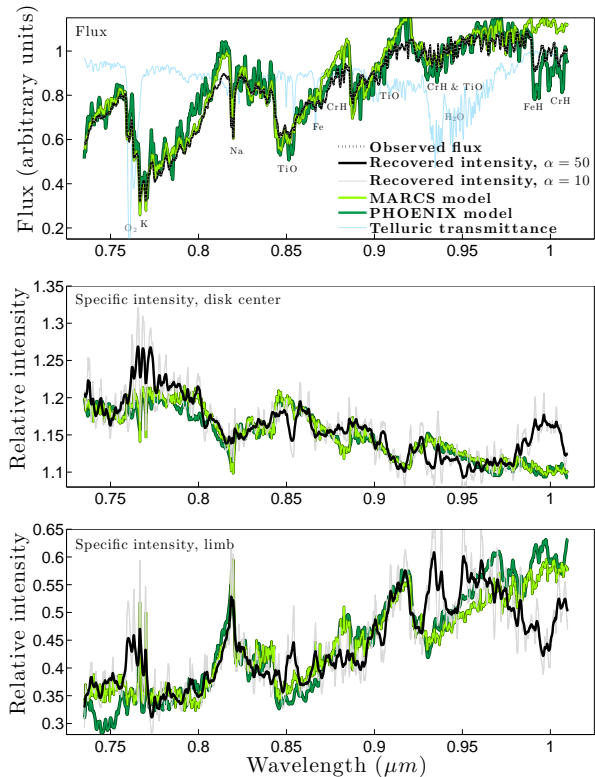 Flux
1
0.8
0.6
0.4
0.2
Flux (arbitrary units)
O₂
K
Na
TiO
Fe
CrH
TiO
CrH & TiO
H₂O
FeH
CrH
Observed flux
Recovered intensity, α = 50
Recovered intensity, α = 10
MARCS model
PHOENIX model
Telluric transmittance
0.75 0.8 0.85 0.9 0.95 1
Specific intensity, disk center
1.35
1.3
1.25
1.2
1.15
1.1
Relative intensity
0.75 0.8 0.85 0.9 0.95 1
Specific intensity, limb
0.65
0.6
0.55
0.5
0.45
0.4
0.35
0.3
Relative intensity
0.75 0.8 0.85 0.9 0.95 1
Wavelength (μm)